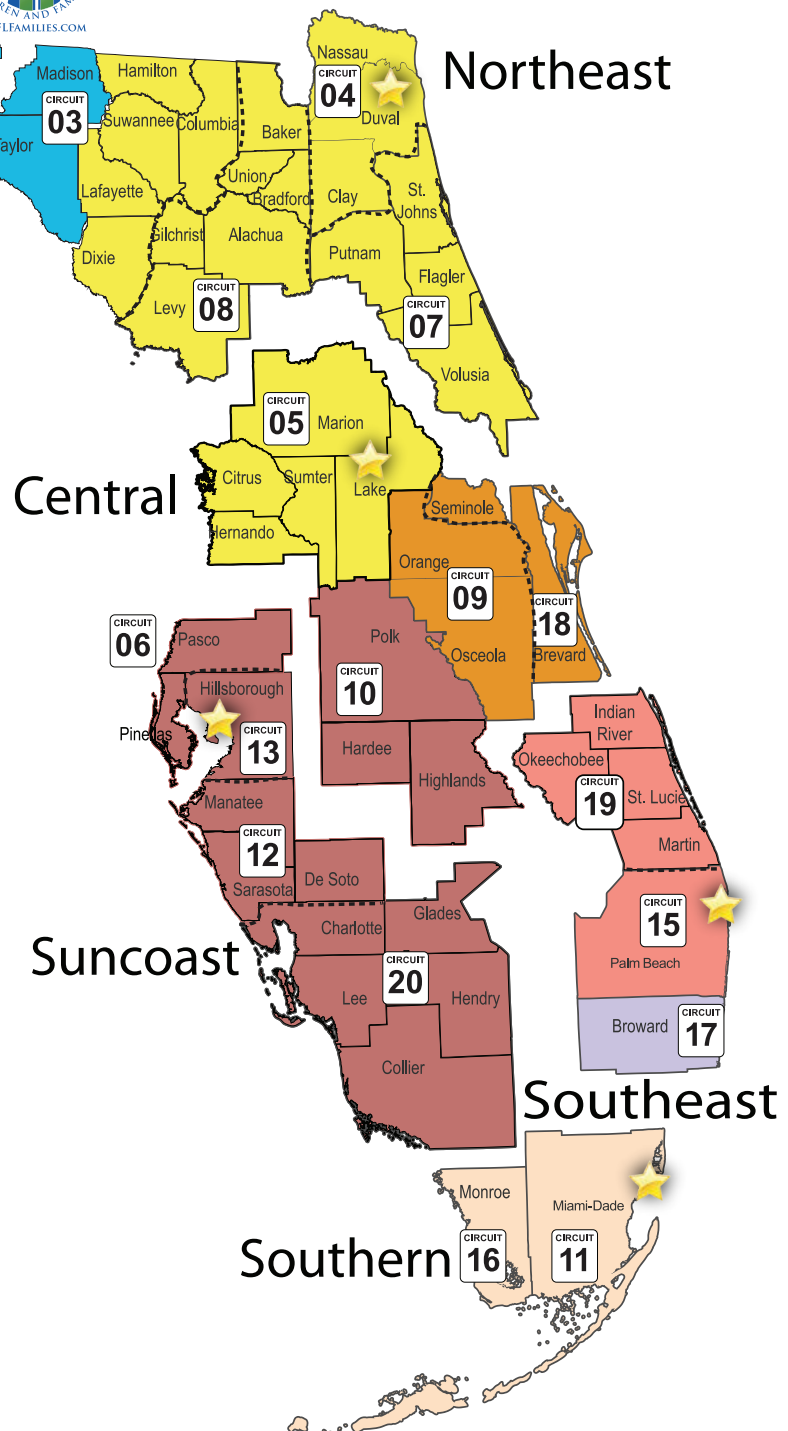 FLFAMILIES.COM
Northeast
Nassau
CIRCUIT
04
Duval
Madison
Hamilton
CIRCUIT
03
Suwannee
Columbia
Baker
Taylor
Union
Bradford
Clay
St.
Johns
Lafayette
Gilchrist
Alachua
Putnam
Dixie
Flagler
Levy
CIRCUIT
08
CIRCUIT
07
Volusia
CIRCUIT
05
Marion
Central
Citrus
Sumter
Lake
Hernando
Seminole
Orange
CIRCUIT
09
CIRCUIT
18
Osceola
Brevard
CIRCUIT
06
Pasco
Polk
Hillsborough
CIRCUIT
10
Pinellas
CIRCUIT
13
Hardee
Highlands
Manatee
CIRCUIT
12
Sarasota
De Soto
Indian
River
Okeechobee
CIRCUIT
19
St. Lucie
Martin
Charlotte
Glades
Suncoast
CIRCUIT
20
Lee
Hendry
Collier
CIRCUIT
15
Palm Beach
Broward
CIRCUIT
17
Southeast
Monroe
Miami-Dade
Southern
CIRCUIT
16
CIRCUIT
11